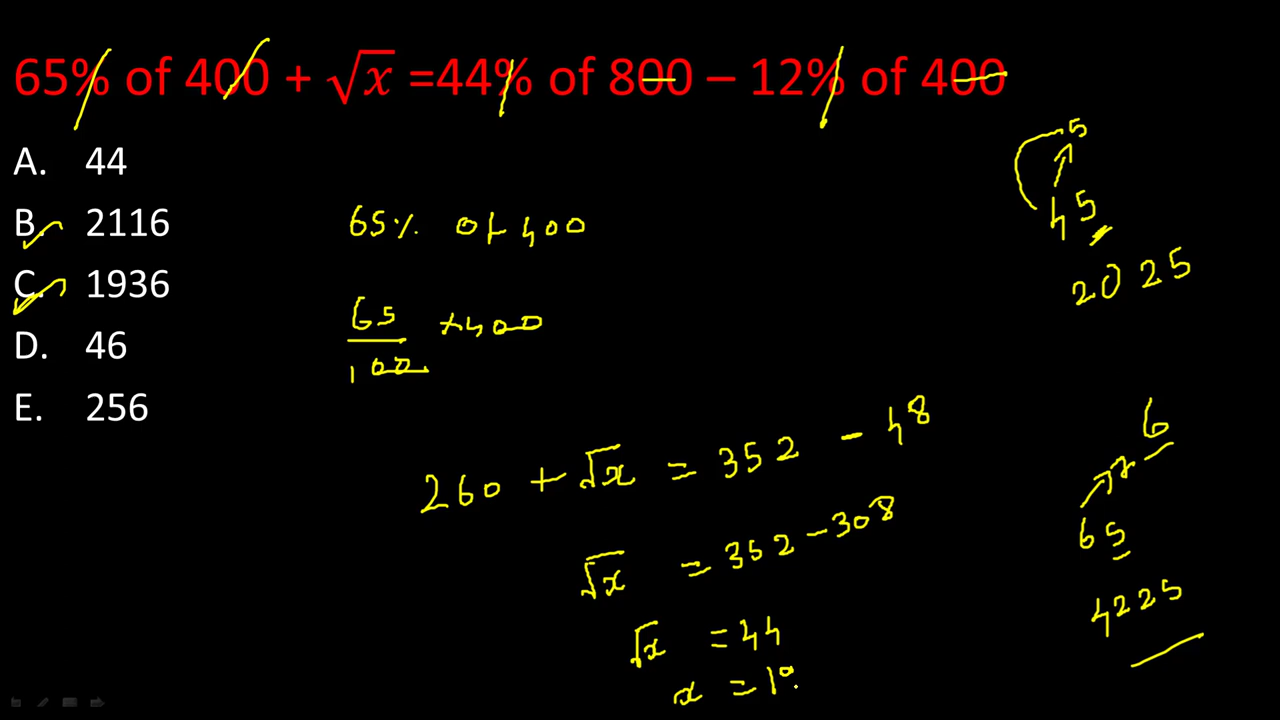 65% of 400 + √x =44% of 800 – 12% of 400
A. 44
B. 2116
C. 1936
D. 46
E. 256
65% of 400
65
100
×400
260 + √x = 352 - 48
√x = 352 - 308
√x = 44
x = 19
5
45
2025
6
65
4225